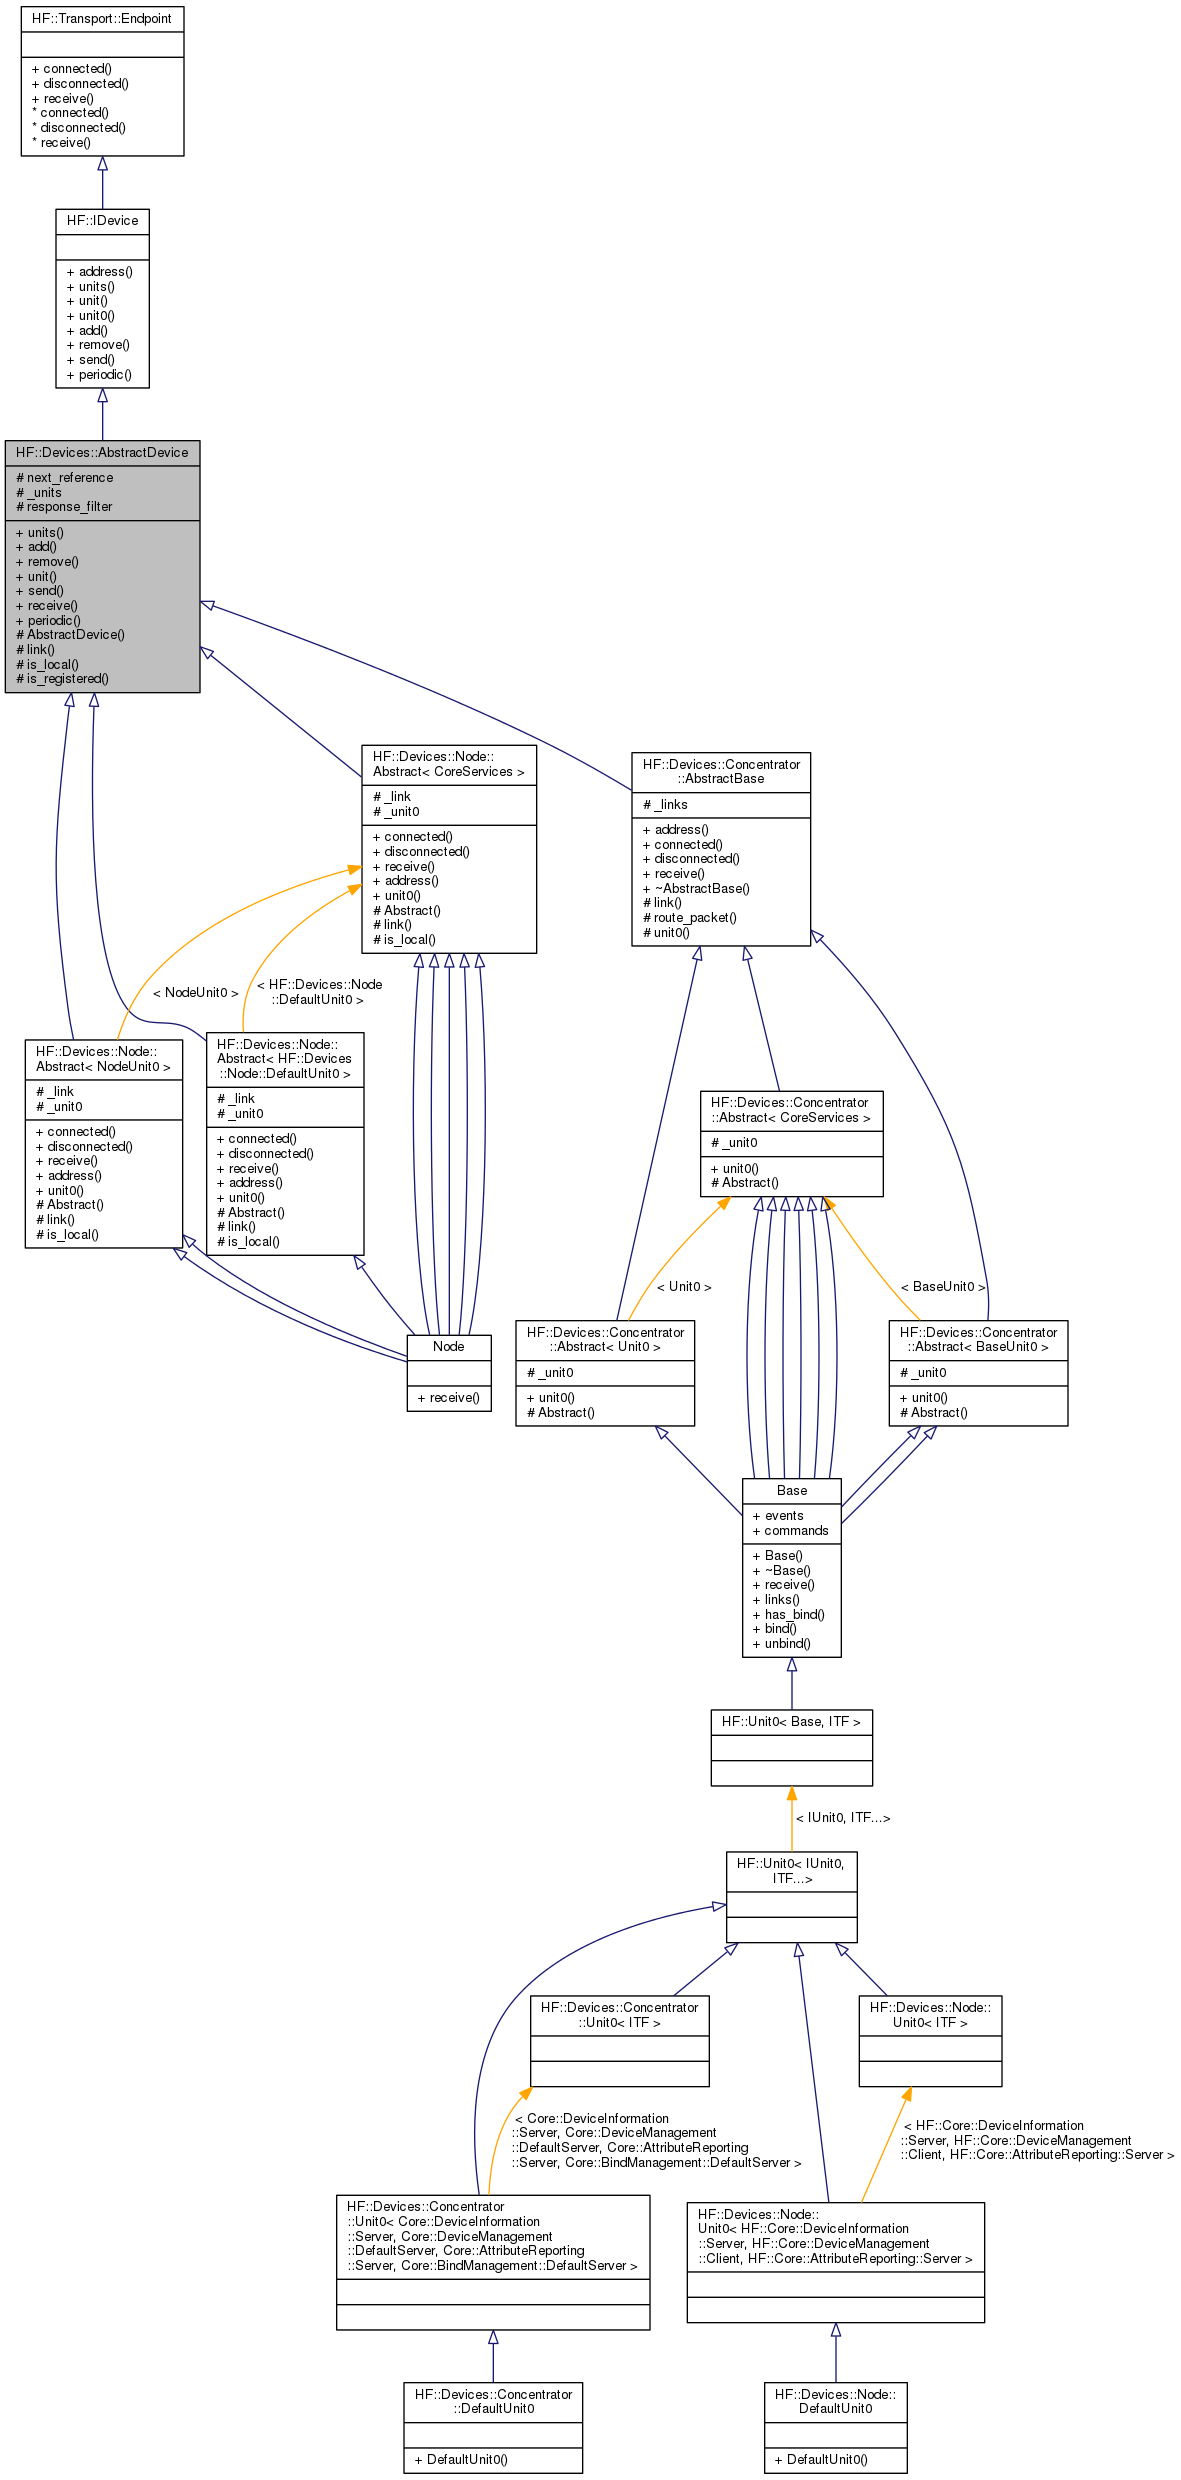 HF::Transport::Endpoint
+ connected()
+ disconnected()
+ receive()
* connected()
* disconnected()
* receive()
HF::IDevice
+ address()
+ units()
+ unit()
+ unit0()
+ add()
+ remove()
+ send()
+ periodic()
HF::Devices::AbstractDevice
# next_reference
# _units
# response_filter
+ units()
+ add()
+ remove()
+ unit()
+ send()
+ receive()
+ periodic()
# AbstractDevice()
# link()
# is_local()
# is_registered()
HF::Devices::Node::
Abstract< CoreServices >
# _link
# _unit0
+ connected()
+ disconnected()
+ receive()
+ address()
+ unit0()
# Abstract()
# link()
# is_local()
HF::Devices::Concentrator
::AbstractBase
# _links
+ address()
+ connected()
+ disconnected()
+ receive()
+ ~AbstractBase()
# link()
# route_packet()
# unit0()
< NodeUnit0 >
< HF::Devices::Node
::DefaultUnit0 >
HF::Devices::Node::
Abstract< NodeUnit0 >
# _link
# _unit0
+ connected()
+ disconnected()
+ receive()
+ address()
+ unit0()
# Abstract()
# link()
# is_local()
HF::Devices::Node::
Abstract< HF::Devices
::Node::DefaultUnit0 >
# _link
# _unit0
+ connected()
+ disconnected()
+ receive()
+ address()
+ unit0()
# Abstract()
# link()
# is_local()
HF::Devices::Concentrator
::Abstract< CoreServices >
# _unit0
+ unit0()
# Abstract()
< Unit0 >
< BaseUnit0 >
Node
+ receive()
HF::Devices::Concentrator
::Abstract< Unit0 >
# _unit0
+ unit0()
# Abstract()
HF::Devices::Concentrator
::Abstract< BaseUnit0 >
# _unit0
+ unit0()
# Abstract()
Base
+ events
+ commands
+ Base()
+ ~Base()
+ receive()
+ links()
+ has_bind()
+ bind()
+ unbind()
HF::Unit0< Base, ITF >
< IUnit0, ITF...>
HF::Unit0< IUnit0,
ITF...>
HF::Devices::Concentrator
::Unit0< ITF >
HF::Devices::Node::
Unit0< ITF >
< Core::DeviceInformation
::Server, Core::DeviceManagement
::DefaultServer, Core::AttributeReporting
::Server, Core::BindManagement::DefaultServer >
< HF::Core::DeviceInformation
::Server, HF::Core::DeviceManagement
::Client, HF::Core::AttributeReporting::Server >
HF::Devices::Concentrator
::Unit0< Core::DeviceInformation
::Server, Core::DeviceManagement
::DefaultServer, Core::AttributeReporting
::Server, Core::BindManagement::DefaultServer >
HF::Devices::Node::
Unit0< HF::Core::DeviceInformation
::Server, HF::Core::DeviceManagement
::Client, HF::Core::AttributeReporting::Server >
HF::Devices::Concentrator
::DefaultUnit0
+ DefaultUnit0()
HF::Devices::Node::
DefaultUnit0
+ DefaultUnit0()